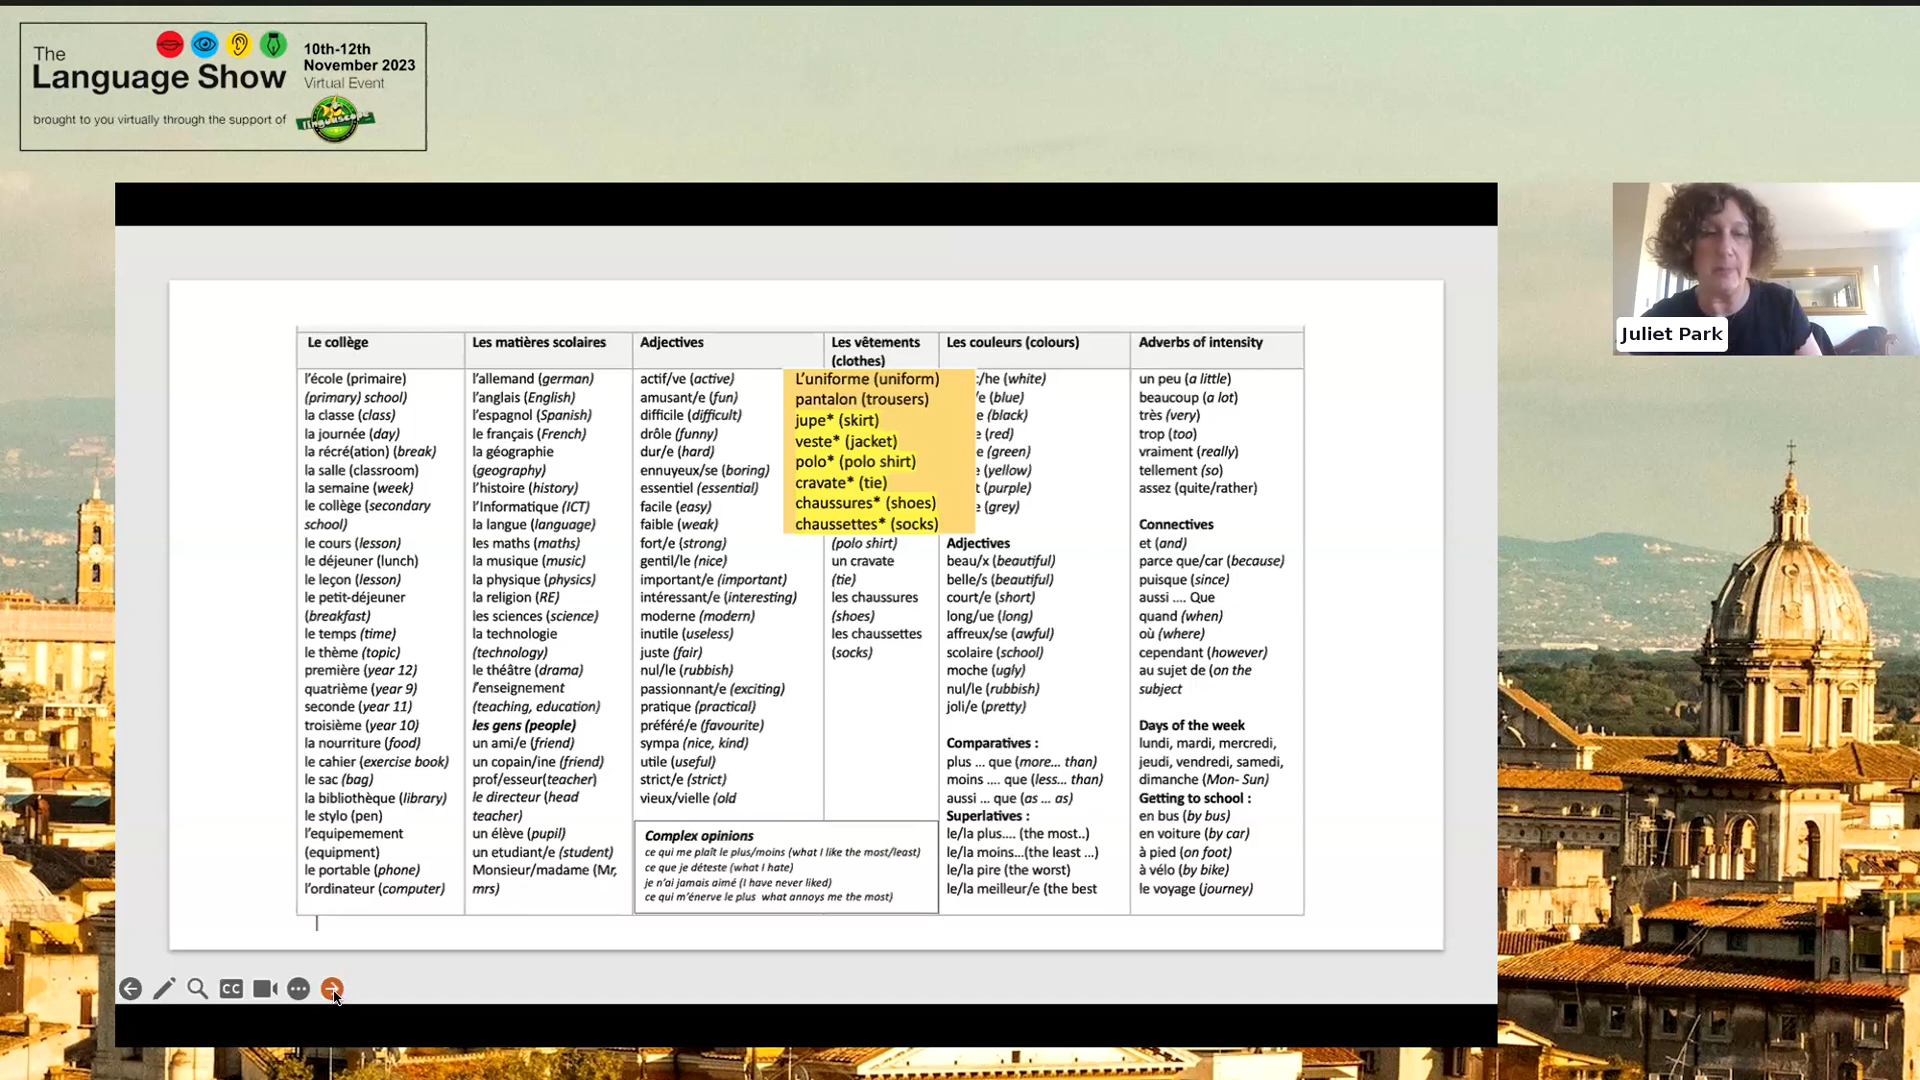 The
Language Show
10th-12th
November 2023
Virtual Event
brought to you virtually through the support of
linguascope
Juliet Park
Le collège
l'école (primaire)
(primary) school)
la classe (class)
la journée (day)
la récré(ation) (break)
la salle (classroom)
la semaine (week)
le collège (secondary
school)
le cours (lesson)
le déjeuner (lunch)
le leçon (lesson)
le petit-déjeuner
(breakfast)
le temps (time)
le thème (topic)
première (year 12)
quatrième (year 9)
seconde (year 11)
troisième (year 10)
la nourriture (food)
le cahier (exercise book)
le sac (bag)
la bibliothèque (library)
le stylo (pen)
l'equipemement
(equipment)
le portable (phone)
l'ordinateur (computer)
Les matières scolaires
l'allemand (german)
l'anglais (English)
l'espagnol (Spanish)
le français (French)
la géographie
(geography)
l'histoire (history)
l'Informatique (ICT)
la langue (language)
les maths (maths)
la musique (music)
la physique (physics)
la religion (RE)
les sciences (science)
la technologie
(technology)
le théâtre (drama)
l'enseignement
(teaching, education)
les gens (people)
un ami/e (friend)
un copain/ine (friend)
prof/esseur(teacher)
le directeur (head
teacher)
un élève (pupil)
un etudiant/e (student)
Monsieur/madame (Mr,
mrs)
Adjectives
actif/ve (active)
amusant/e (fun)
difficile (difficult)
drôle (funny)
dur/e (hard)
ennuyeux/se (boring)
essentiel (essential)
facile (easy)
faible (weak)
fort/e (strong)
gentil/le (nice)
important/e (important)
intéressant/e (interesting)
moderne (modern)
inutile (useless)
juste (fair)
nul/le (rubbish)
passionnant/e (exciting)
pratique (practical)
préféré/e (favourite)
sympa (nice, kind)
utile (useful)
strict/e (strict)
vieux/vielle (old
Complex opinions
ce qui me plaît le plus/moins (what I like the most/least)
ce que je déteste (what I hate)
je n'ai jamais aimé (I have never liked)
ce qui m'énerve le plus what annoys me the most)
Les vêtements
(clothes)
L'uniforme (uniform)
pantalon (trousers)
jupe* (skirt)
veste* (jacket)
polo* (polo shirt)
cravate* (tie)
chaussures* (shoes)
chaussettes* (socks)
(polo shirt)
un cravate
(tie)
les chaussures
(shoes)
les chaussettes
(socks)
Les couleurs (colours)
/he (white)
/e (blue)
e (black)
e (red)
e (green)
e (yellow)
t (purple)
e (grey)
Adjectives
beau/x (beautiful)
belle/s (beautiful)
court/e (short)
long/ue (long)
affreux/se (awful)
scolaire (school)
moche (ugly)
nul/le (rubbish)
joli/e (pretty)
Comparatives :
plus ... que (more... than)
moins .... que (less... than)
aussi ... que (as ... as)
Superlatives :
le/la plus.... (the most..)
le/la moins...(the least ...)
le/la pire (the worst)
le/la meilleur/e (the best
Adverbs of intensity
un peu (a little)
beaucoup (a lot)
très (very)
trop (too)
vraiment (really)
tellement (so)
assez (quite/rather)
Connectives
et (and)
parce que/car (because)
puisque (since)
aussi .... Que
quand (when)
où (where)
cependant (however)
au sujet de (on the
subject
Days of the week
lundi, mardi, mercredi,
jeudi, vendredi, samedi,
dimanche (Mon- Sun)
Getting to school :
en bus (by bus)
en voiture (by car)
à pied (on foot)
à vélo (by bike)
le voyage (journey)
CC